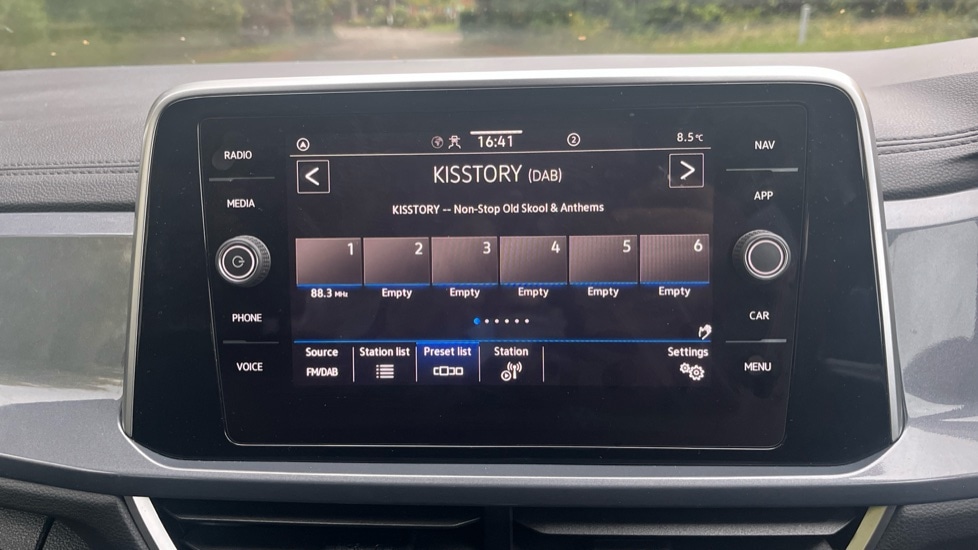 RADIO
MEDIA
PHONE
VOICE
16:41
2
8.5°C
< KISSTORY (DAB) >
KISSTORY -- Non-Stop Old Skool & Anthems
1 2 3 4 5 6
88.3 MHz Empty Empty Empty Empty Empty
Source Station list Preset list Station Settings
FM/DAB
NAV
APP
CAR
MENU